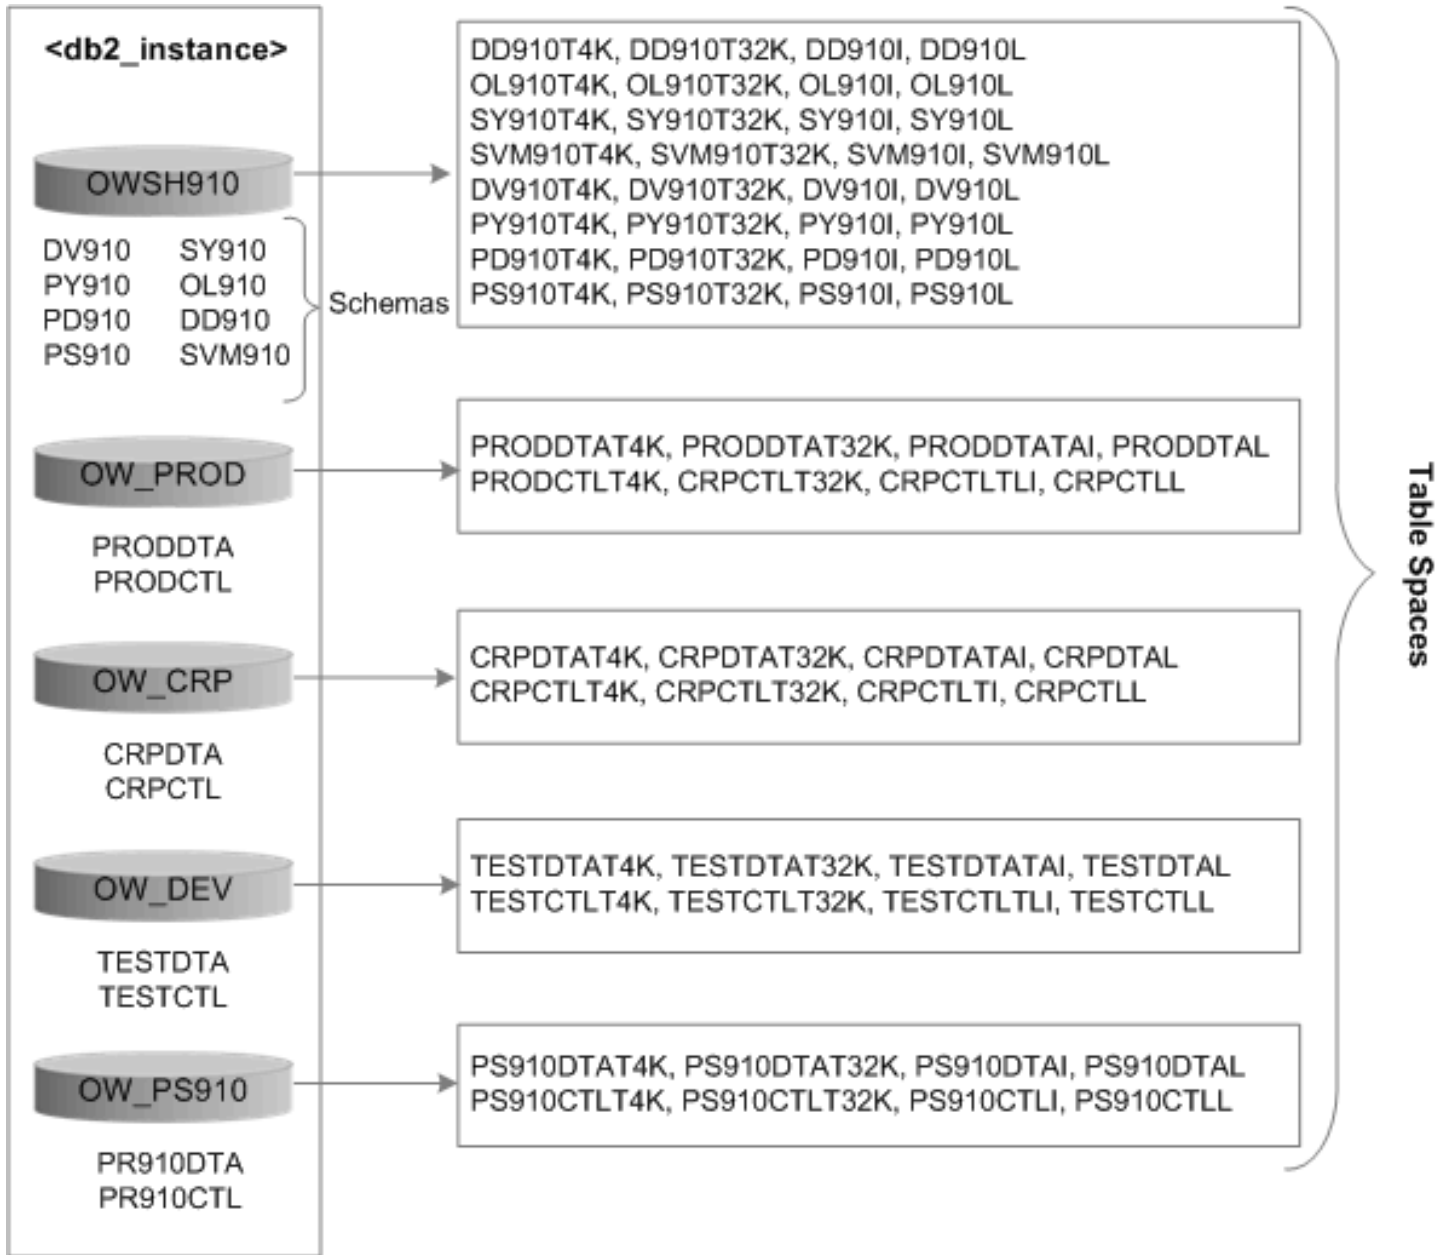 <db2_instance>
OWSH910
DV910 SY910
PY910 OL910
PD910 DD910
PS910 SVM910
Schemas
DD910T4K, DD910T32K, DD910I, DD910L
OL910T4K, OL910T32K, OL910I, OL910L
SY910T4K, SY910T32K, SY910I, SY910L
SVM910T4K, SVM910T32K, SVM910I, SVM910L
DV910T4K, DV910T32K, DV910I, DV910L
PY910T4K, PY910T32K, PY910I, PY910L
PD910T4K, PD910T32K, PD910I, PD910L
PS910T4K, PS910T32K, PS910I, PS910L
OW_PROD
PRODDTA
PRODCTL
PRODDTAT4K, PRODDTAT32K, PRODDTATAI, PRODDTAL
PRODCTLT4K, CRPCTLT32K, CRPCTLTLI, CRPCTLL
OW_CRP
CRPDTA
CRPCTL
CRPDTAT4K, CRPDTAT32K, CRPDTATAI, CRPDTAL
CRPCTLT4K, CRPCTLT32K, CRPCTLTI, CRPCTLL
OW_DEV
TESTDTA
TESTCTL
TESTDTAT4K, TESTDTAT32K, TESTDTATAI, TESTDTAL
TESTCTLT4K, TESTCTLT32K, TESTCTLTLI, TESTCTLL
OW_PS910
PR910DTA
PR910CTL
PS910DTAT4K, PS910DTAT32K, PS910DTAI, PS910DTAL
PS910CTLT4K, PS910CTLT32K, PS910CTLI, PS910CTLL
Table Spaces